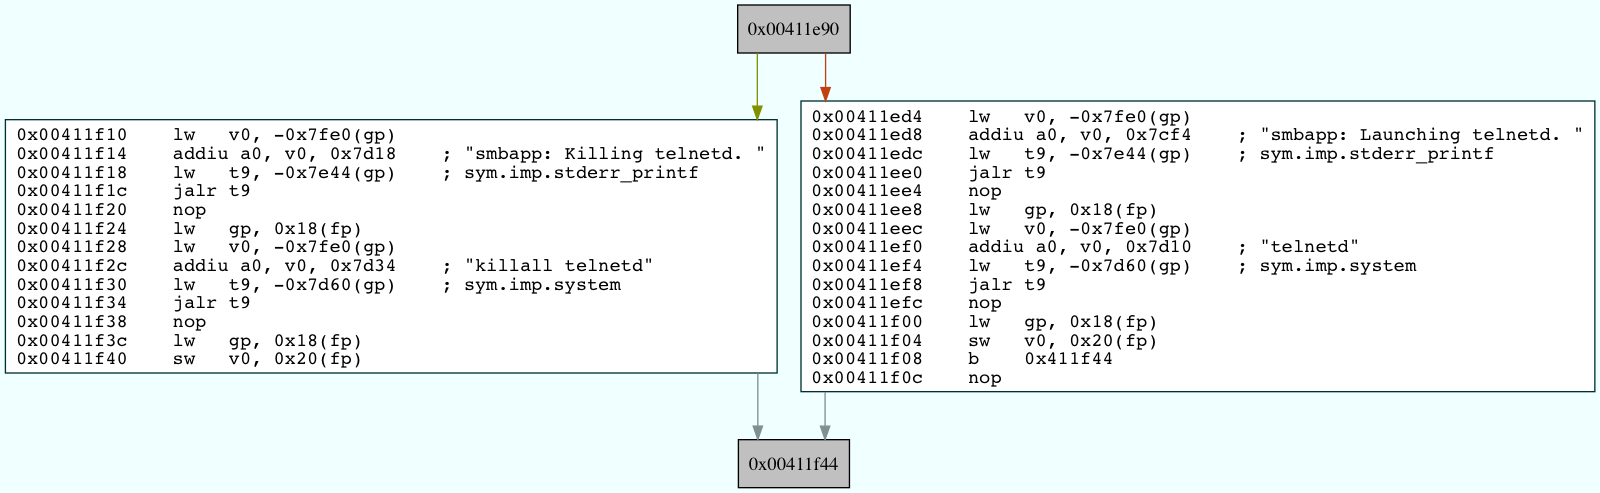 0x00411e90
0x00411f10    lw   v0, -0x7fe0(gp)
0x00411f14    addiu a0, v0, 0x7d18    ; "smbapp: Killing telnetd. "
0x00411f18    lw   t9, -0x7e44(gp)    ; sym.imp.stderr_printf
0x00411f1c    jalr t9
0x00411f20    nop
0x00411f24    lw   gp, 0x18(fp)
0x00411f28    lw   v0, -0x7fe0(gp)
0x00411f2c    addiu a0, v0, 0x7d34    ; "killall telnetd"
0x00411f30    lw   t9, -0x7d60(gp)    ; sym.imp.system
0x00411f34    jalr t9
0x00411f38    nop
0x00411f3c    lw   gp, 0x18(fp)
0x00411f40    sw   v0, 0x20(fp)
0x00411ed4    lw   v0, -0x7fe0(gp)
0x00411ed8    addiu a0, v0, 0x7cf4    ; "smbapp: Launching telnetd. "
0x00411edc    lw   t9, -0x7e44(gp)    ; sym.imp.stderr_printf
0x00411ee0    jalr t9
0x00411ee4    nop
0x00411ee8    lw   gp, 0x18(fp)
0x00411eec    lw   v0, -0x7fe0(gp)
0x00411ef0    addiu a0, v0, 0x7d10    ; "telnetd"
0x00411ef4    lw   t9, -0x7d60(gp)    ; sym.imp.system
0x00411ef8    jalr t9
0x00411efc    nop
0x00411f00    lw   gp, 0x18(fp)
0x00411f04    sw   v0, 0x20(fp)
0x00411f08    b    0x411f44
0x00411f0c    nop
0x00411f44